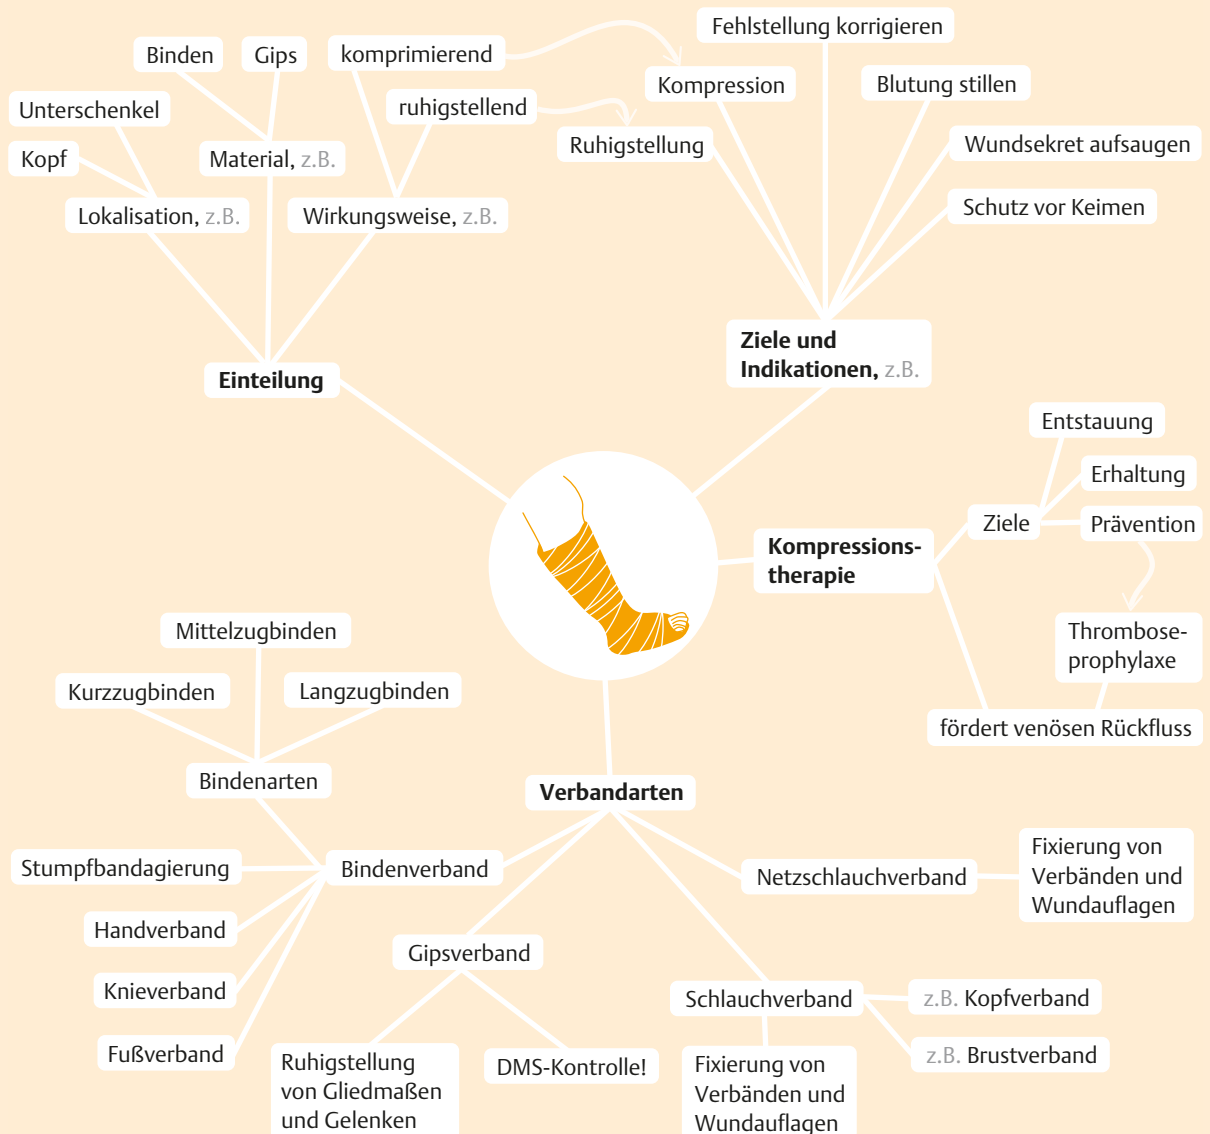 Fehlstellung korrigieren
Binden
Gips
komprimierend
Kompression
Blutung stillen
Unterschenkel
ruhigstellend
Ruhigstellung
Wundsekret aufsaugen
Kopf
Material, z.B.
Lokalisation, z.B.
Wirkungsweise, z.B.
Schutz vor Keimen
Einteilung
Ziele und
Indikationen, z.B.
Entstauung
Erhaltung
Ziele
Prävention
Kompressions-
therapie
Thrombose-
prophylaxe
fördert venösen Rückfluss
Mittelzugbinden
Kurzzugbinden
Langzugbinden
Bindenarten
Verbandarten
Stumpfbandagierung
Bindenverband
Netzschlauchverband
Fixierung von
Verbänden und
Wundauflagen
Handverband
Gipsverband
Knieverband
Schlauchverband
z.B. Kopfverband
Fußverband
Ruhigstellung
von Gliedmaßen
und Gelenken
DMS-Kontrolle!
Fixierung von
Verbänden und
Wundauflagen
z.B. Brustverband